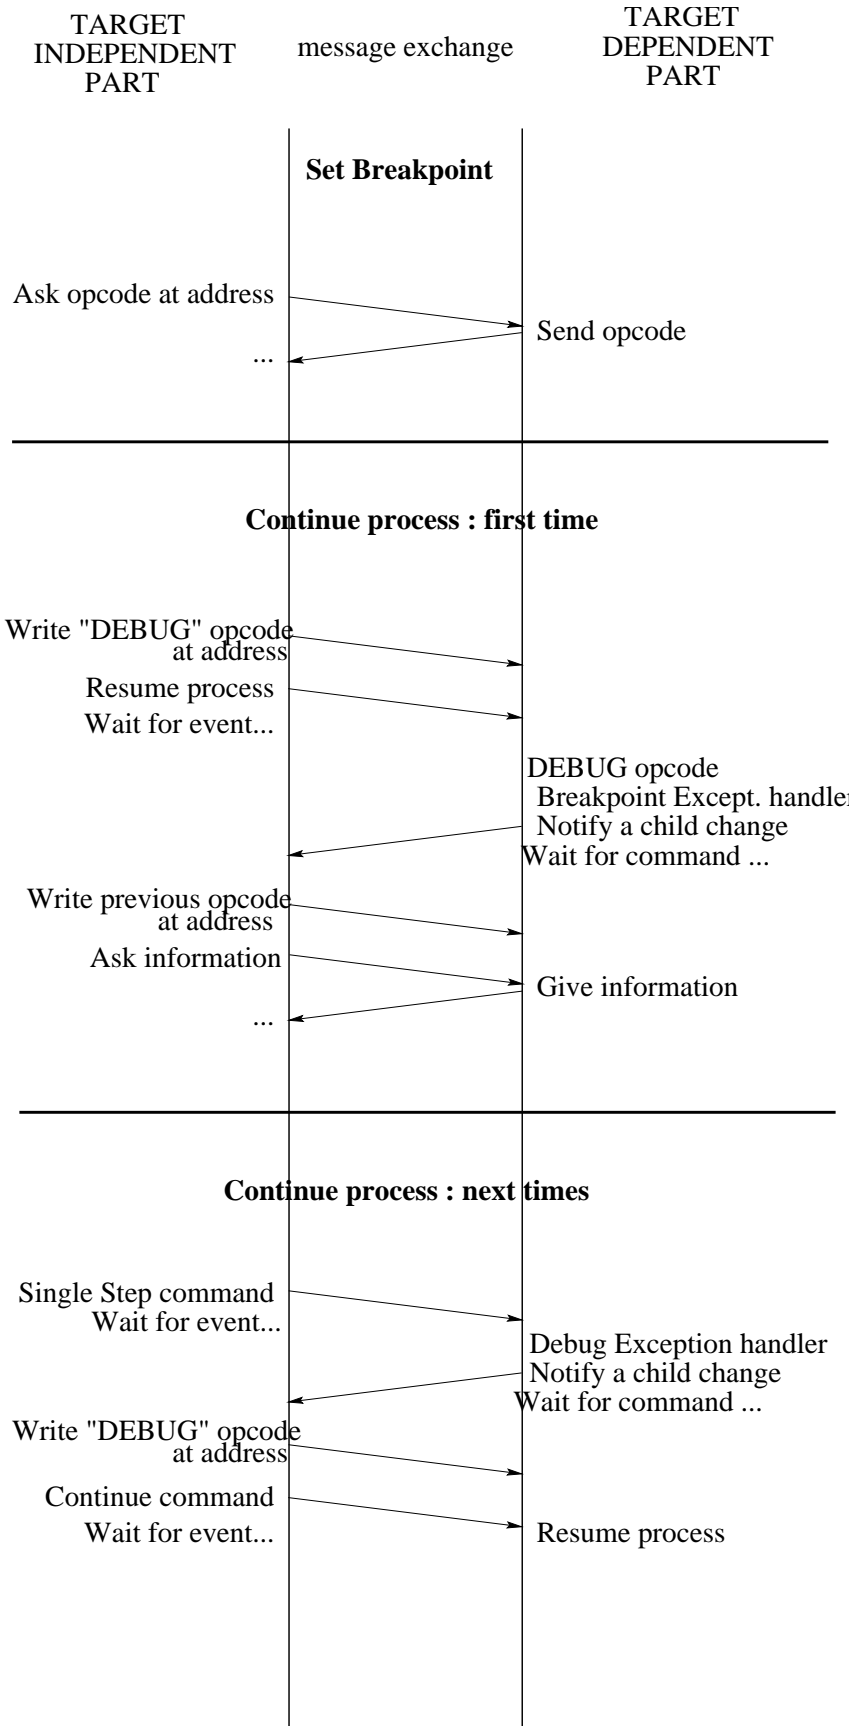 TARGET
INDEPENDENT
PART
message exchange
TARGET
DEPENDENT
PART
Set Breakpoint
Ask opcode at address
Send opcode
...
Continue process : first time
Write "DEBUG" opcode
at address
Resume process
Wait for event...
DEBUG opcode
Breakpoint Except. handler
Notify a child change
Wait for command ...
Write previous opcode
at address
Ask information
Give information
...
Continue process : next times
Single Step command
Wait for event...
Debug Exception handler
Notify a child change
Wait for command ...
Write "DEBUG" opcode
at address
Continue command
Wait for event...
Resume process